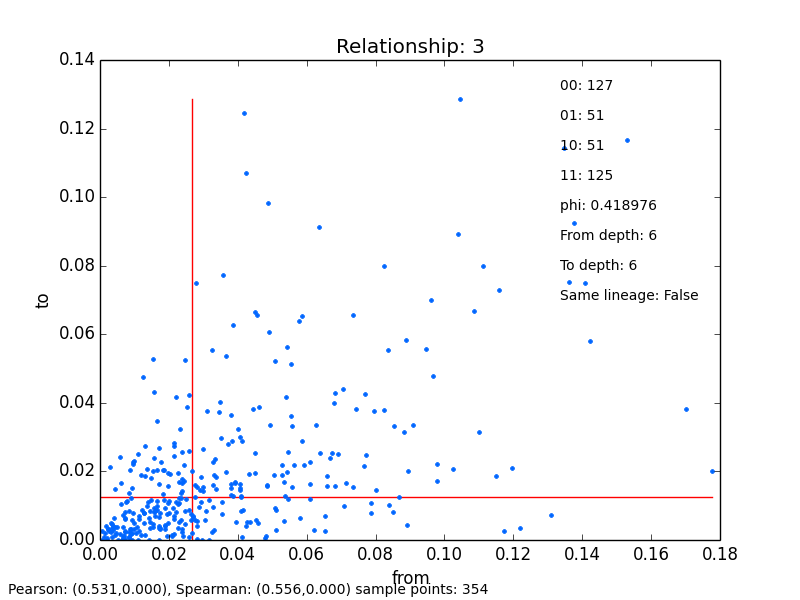 Relationship: 3
00: 127
01: 51
10: 51
11: 125
phi: 0.418976
From depth: 6
To depth: 6
Same lineage: False
0.14
0.12
0.10
0.08
0.06
0.04
0.02
0.00
to
0.00 0.02 0.04 0.06 0.08 0.10 0.12 0.14 0.16 0.18
from
Pearson: (0.531,0.000), Spearman: (0.556,0.000) sample points: 354